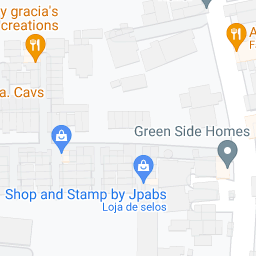 y gracia's
creations
a. Cavs
A
F
Green Side Homes
Shop and Stamp by Jpabs
Loja de selos